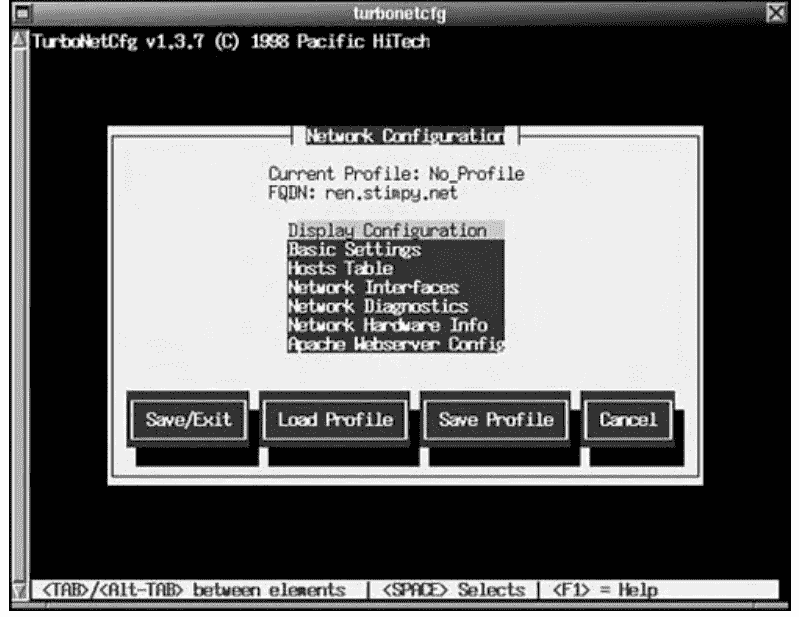 turbonetcfg
TurboNetCfg v1.3.7 (C) 1998 Pacific HiTech
Network Configuration
Current Profile: No_Profile
FQDN: ren.stimpy.net
Display Configuration
Basic Settings
Hosts Table
Network Interfaces
Network Diagnostics
Network Hardware Info
Apache Webserver Config
Save/Exit Load Profile Save Profile Cancel
<TAB>/<Alt-TAB> between elements | <SPACE> Selects | <F1> = Help